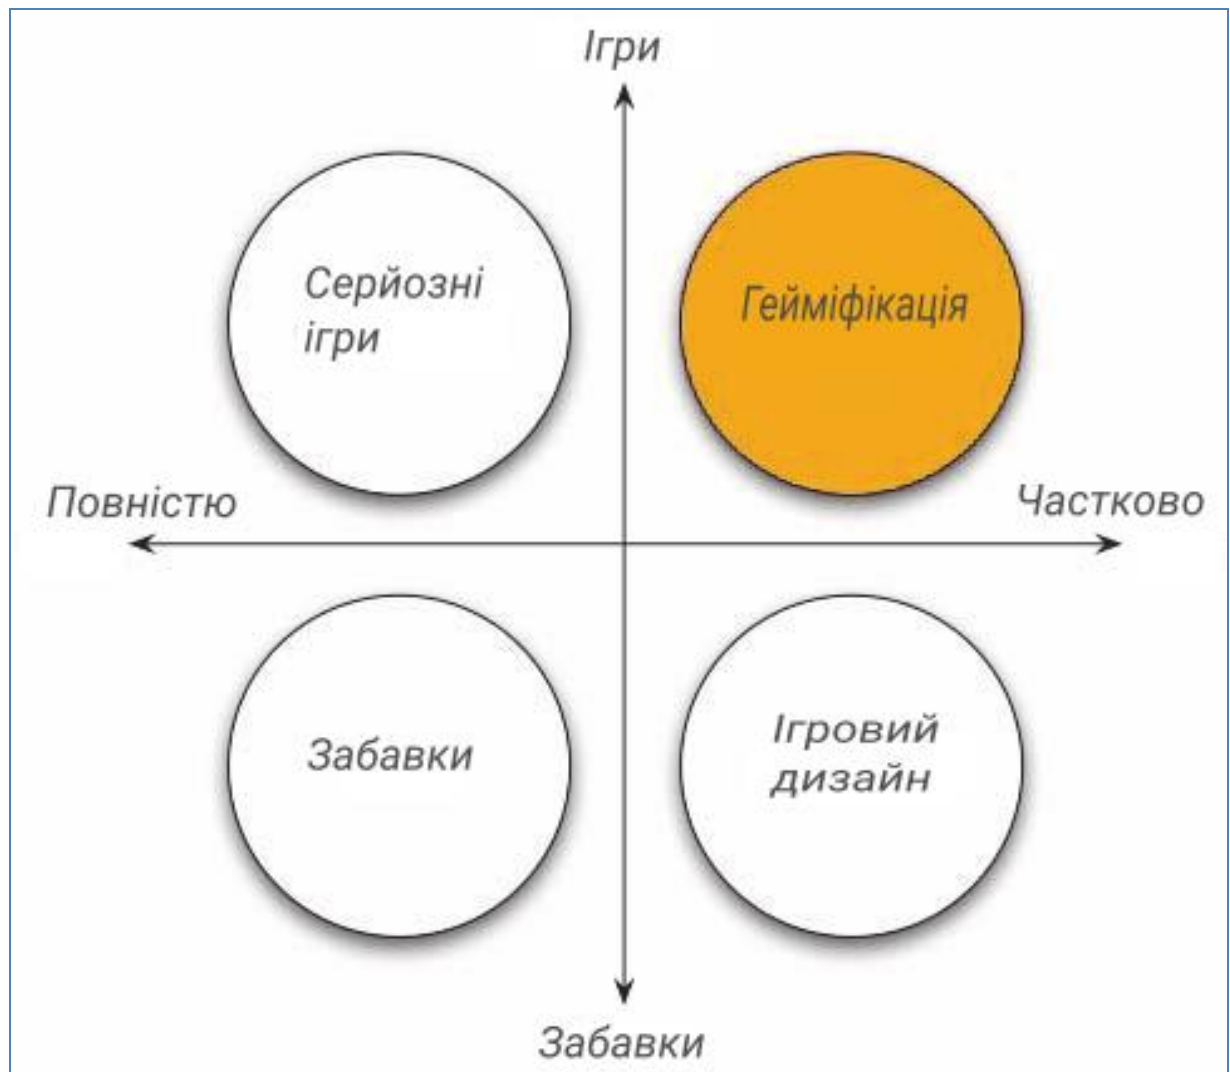 Ігри
Серйозні
ігри
Гейміфікація
Повністю
Частково
Забавки
Ігровий
дизайн
Забавки